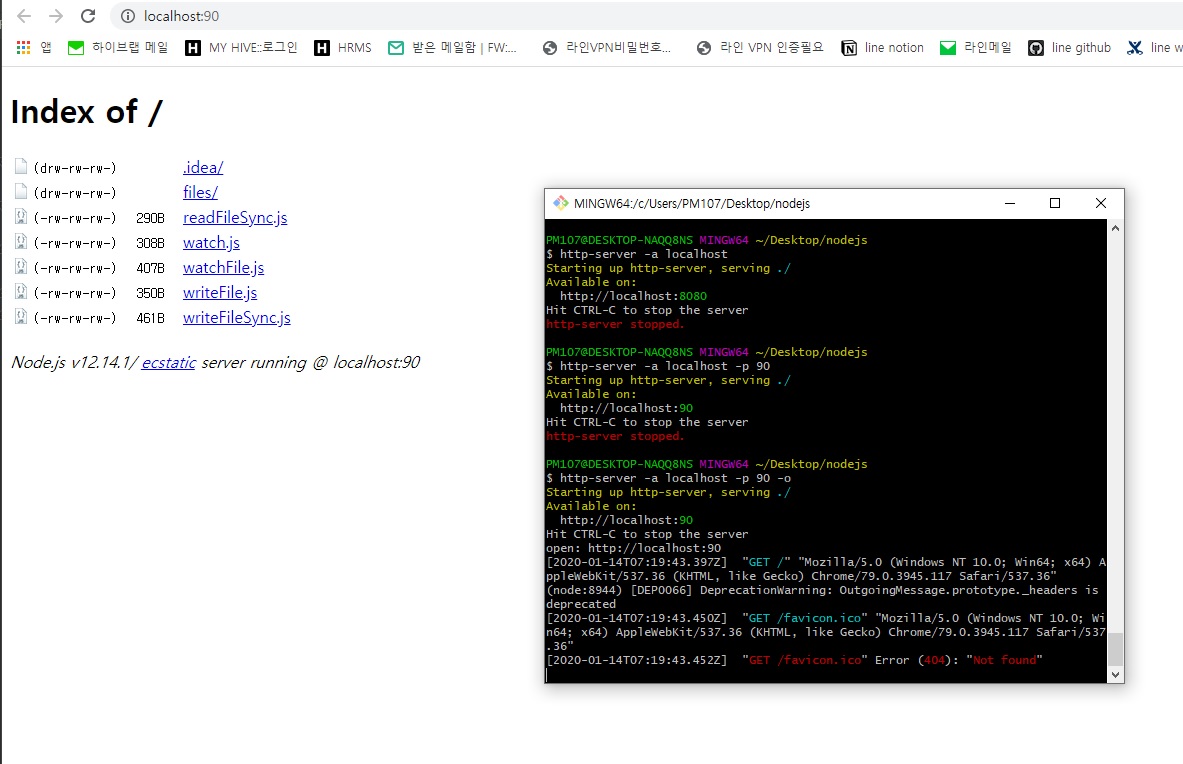 localhost:90
앱 하이브랩 메일 MY HIVE::로그인 HRMS 받은 메일함 | FW:... 라인VPN비밀번호... 라인 VPN 인증필요 line notion 라인메일 line github line w
Index of /
(drw-rw-rw-) .idea/
(drw-rw-rw-) files/
(-rw-rw-rw-) 290B readFileSync.js
(-rw-rw-rw-) 308B watch.js
(-rw-rw-rw-) 407B watchFile.js
(-rw-rw-rw-) 350B writeFile.js
(-rw-rw-rw-) 461B writeFileSync.js
Node.js v12.14.1/ ecstatic server running @ localhost:90
MINGW64:/c/Users/PM107/Desktop/nodejs
PM107@DESKTOP-NAQQ8NS MINGW64 ~/Desktop/nodejs
$ http-server -a localhost
Starting up http-server, serving ./
Available on:
http://localhost:8080
Hit CTRL-C to stop the server
http-server stopped.
PM107@DESKTOP-NAQQ8NS MINGW64 ~/Desktop/nodejs
$ http-server -a localhost -p 90
Starting up http-server, serving ./
Available on:
http://localhost:90
Hit CTRL-C to stop the server
http-server stopped.
PM107@DESKTOP-NAQQ8NS MINGW64 ~/Desktop/nodejs
$ http-server -a localhost -p 90 -o
Starting up http-server, serving ./
Available on:
http://localhost:90
Hit CTRL-C to stop the server
open: http://localhost:90
[2020-01-14T07:19:43.397Z] "GET /" "Mozilla/5.0 (Windows NT 10.0; Win64; x64) A
ppleWebKit/537.36 (KHTML, like Gecko) Chrome/79.0.3945.117 Safari/537.36"
(node:8944) [DEP0066] DeprecationWarning: OutgoingMessage.prototype._headers is
deprecated
[2020-01-14T07:19:43.450Z] "GET /favicon.ico" "Mozilla/5.0 (Windows NT 10.0; Wi
n64; x64) AppleWebKit/537.36 (KHTML, like Gecko) Chrome/79.0.3945.117 Safari/537
.36"
[2020-01-14T07:19:43.452Z] "GET /favicon.ico" Error (404): "Not found"